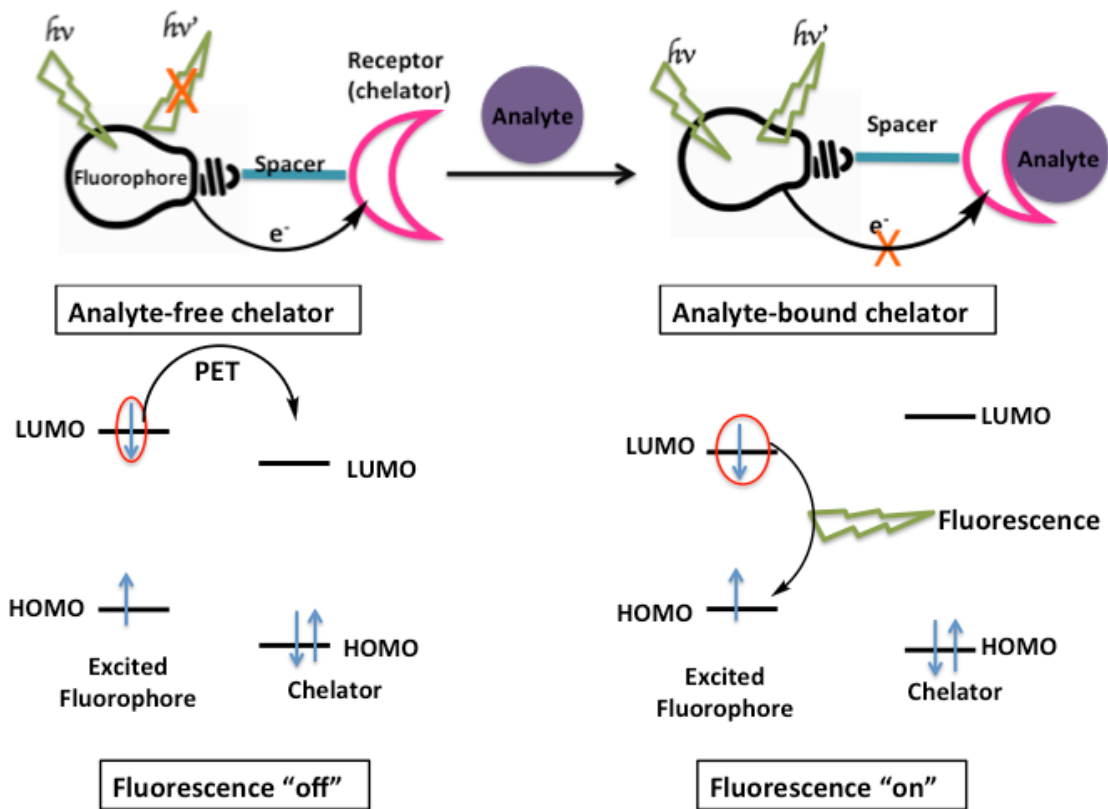 hν
hν’
X
Receptor
(chelator)
Fluorophore
Spacer
e-
Analyte
hν
hν’
Spacer
Analyte
e-
X
Analyte-free chelator
Analyte-bound chelator
PET
LUMO
LUMO
HOMO
HOMO
Excited
Fluorophore
Chelator
LUMO
LUMO
Fluorescence
HOMO
HOMO
Excited
Fluorophore
Chelator
Fluorescence “off”
Fluorescence “on”